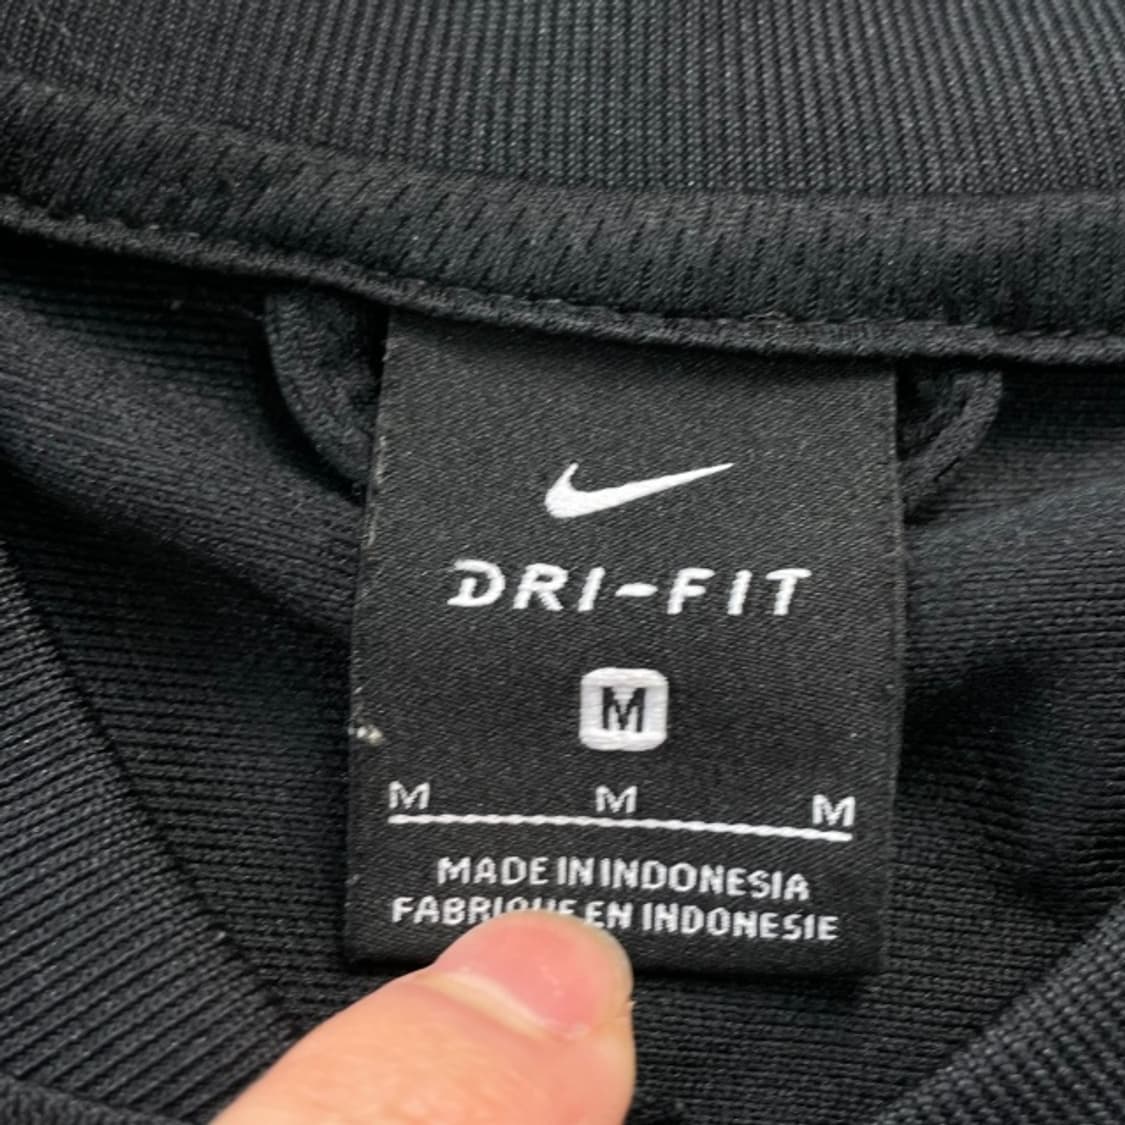 DRI-FIT
M
M M M
MADE IN INDONESIA
FABRIQUE EN INDONESIE